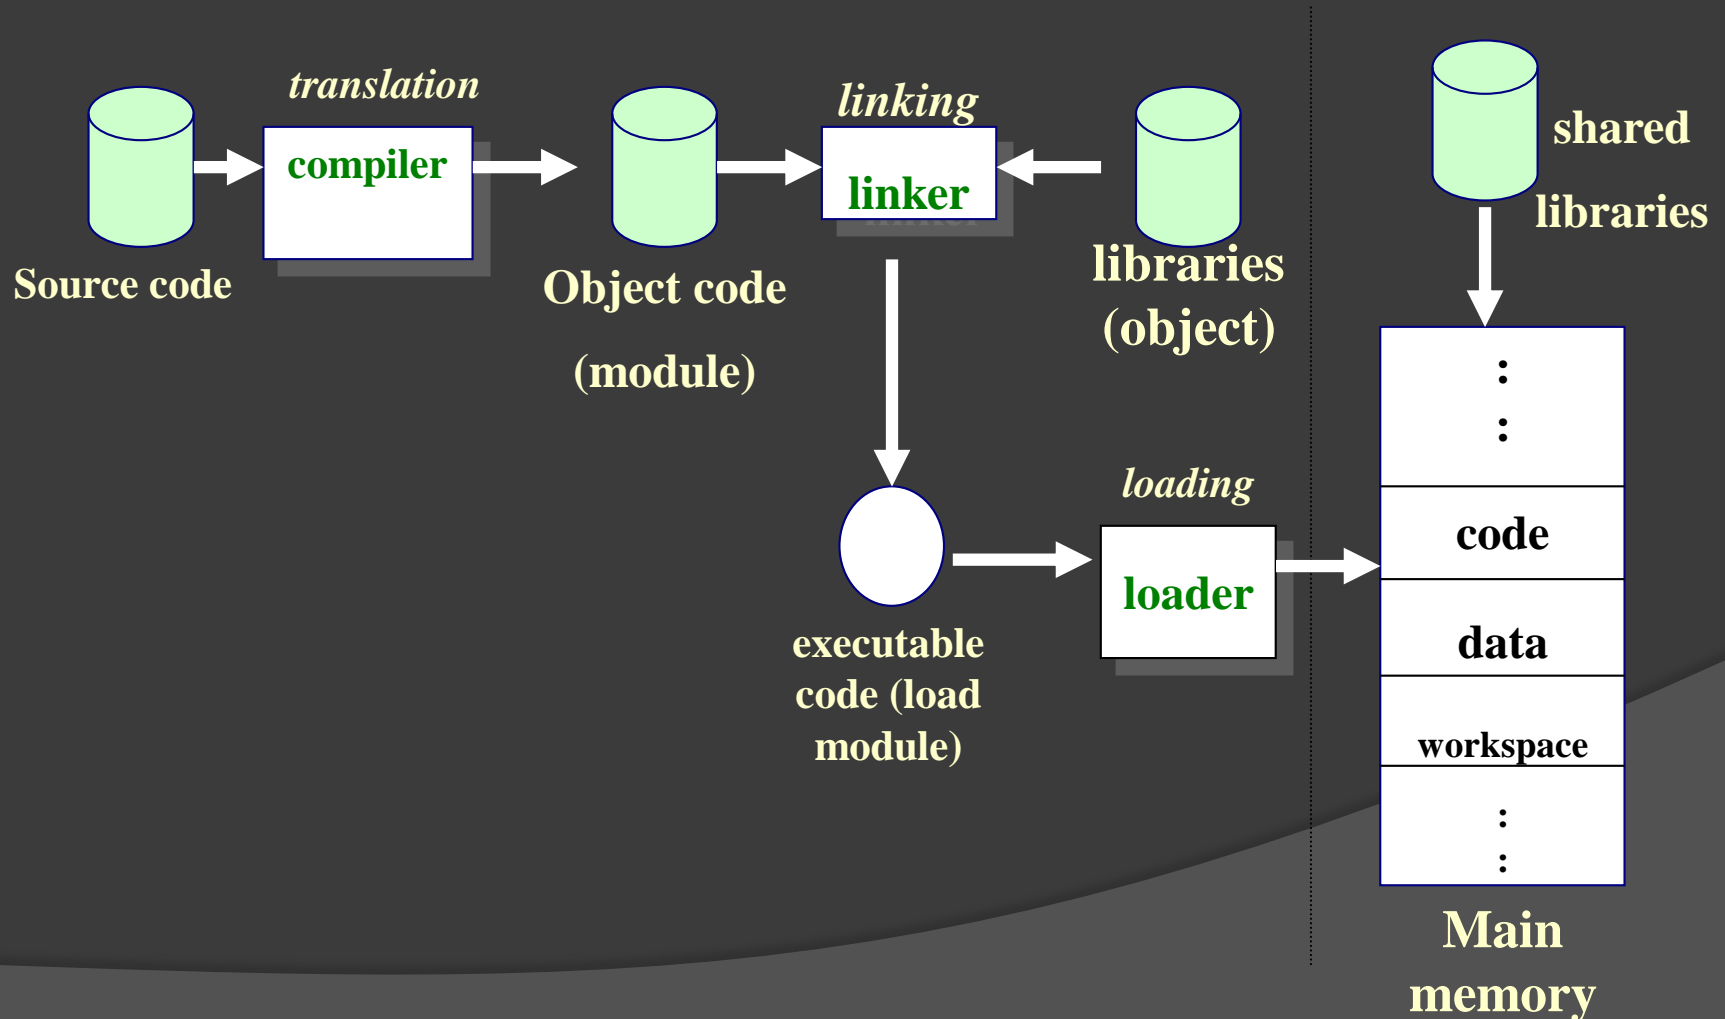 translation
compiler
Source code
Object code
(module)
linking
linker
libraries
(object)
shared
libraries
executable
code (load
module)
loading
loader
:
:
code
data
workspace
:
:
Main
memory